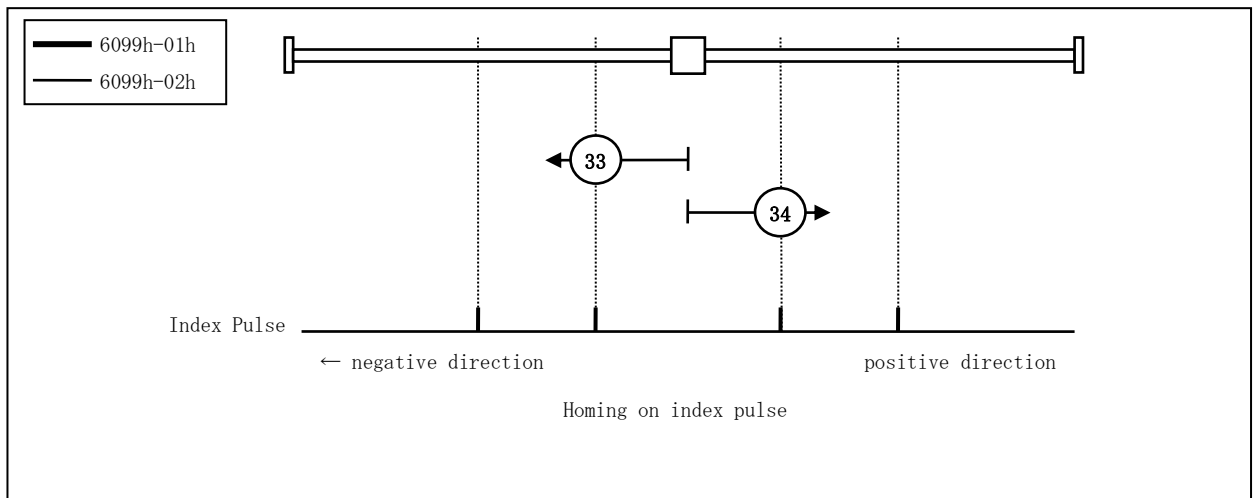 6099h-01h
6099h-02h
33
34
Index Pulse
← negative direction
positive direction
Homing on index pulse